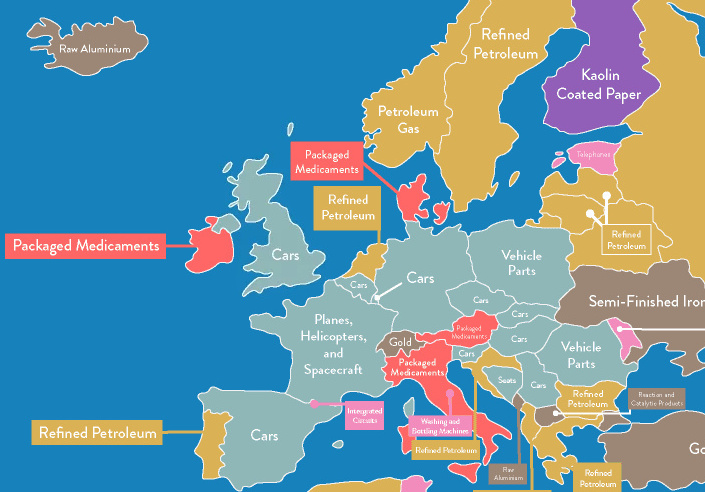 Raw Aluminium
Refined
Petroleum
Kaolin
Coated Paper
Petroleum
Gas
Packaged
Medicaments
Telephones
Refined
Petroleum
Packaged Medicaments
Cars
Refined
Petroleum
Vehicle
Parts
Cars
Cars
Cars
Semi-Finished Iron
Planes,
Helicopters,
and
Spacecraft
Cars
Packaged
Medicaments
Cars
Gold
Cars
Vehicle
Parts
Packaged
Medicaments
Seats
Cars
Refined
Petroleum
Reaction and
Catalytic Products
Integrated
Circuits
Washing and
Bottling Machines
Refined Petroleum
Cars
Refined Petroleum
Go
Raw
Aluminium
Refined
Petroleum